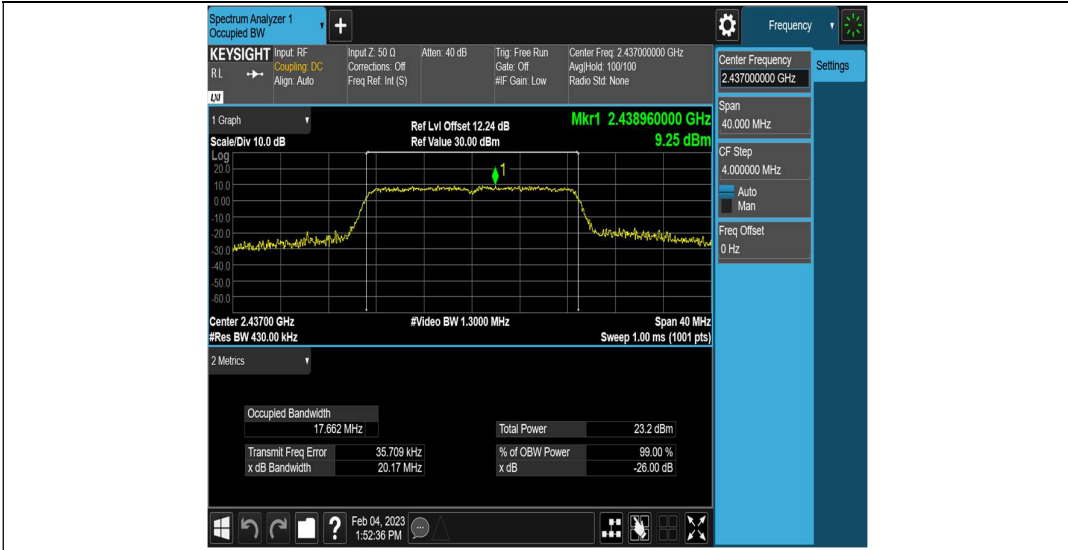 Spectrum Analyzer 1
Occupied BW
+
Frequency
KEYSIGHT
RL
LXI
Input: RF
Coupling: DC
Align: Auto
Input Z: 50 Ω
Corrections: Off
Freq Ref: Int (S)
Atten: 40 dB
Trig: Free Run
Gate: Off
#IF Gain: Low
Center Freq: 2.437000000 GHz
Avg|Hold: 100/100
Radio Std: None
Center Frequency
2.437000000 GHz
Settings
Span
40.000 MHz
CF Step
4.000000 MHz
Auto
Man
Freq Offset
0 Hz
1 Graph
Scale/Div 10.0 dB
Ref Lvl Offset 12.24 dB
Ref Value 30.00 dBm
Mkr1 2.438960000 GHz
9.25 dBm
Log
20.0
10.0
0.00
-10.0
-20.0
-30.0
-40.0
-50.0
-60.0
1
Center 2.43700 GHz
#Res BW 430.00 kHz
#Video BW 1.3000 MHz
Span 40 MHz
Sweep 1.00 ms (1001 pts)
2 Metrics
Occupied Bandwidth
17.662 MHz
Total Power 23.2 dBm
Transmit Freq Error 35.709 kHz
% of OBW Power 99.00 %
x dB Bandwidth 20.17 MHz
x dB -26.00 dB
?
Feb 04, 2023
1:52:36 PM